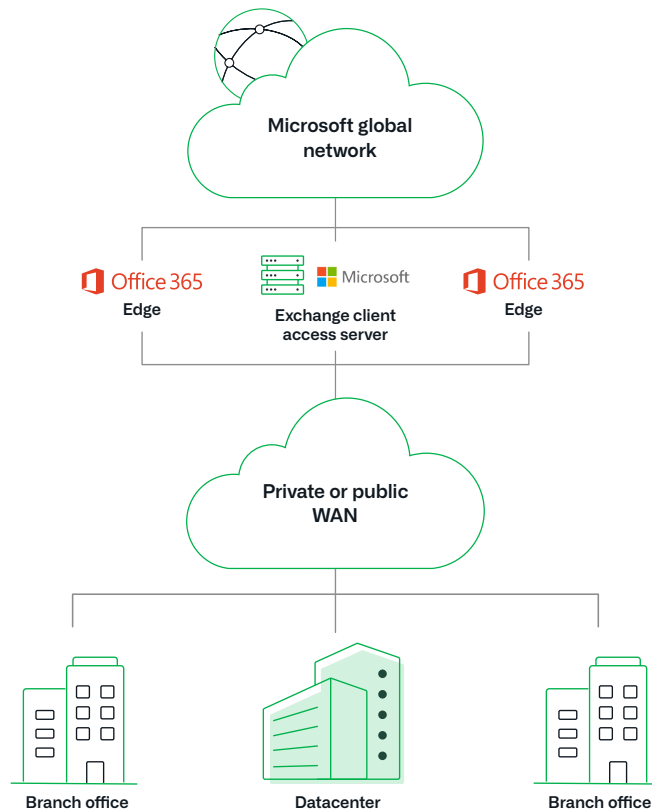 Microsoft global
network
Office 365
Edge
Microsoft
Exchange client
access server
Office 365
Edge
Private or public
WAN
Branch office
Datacenter
Branch office